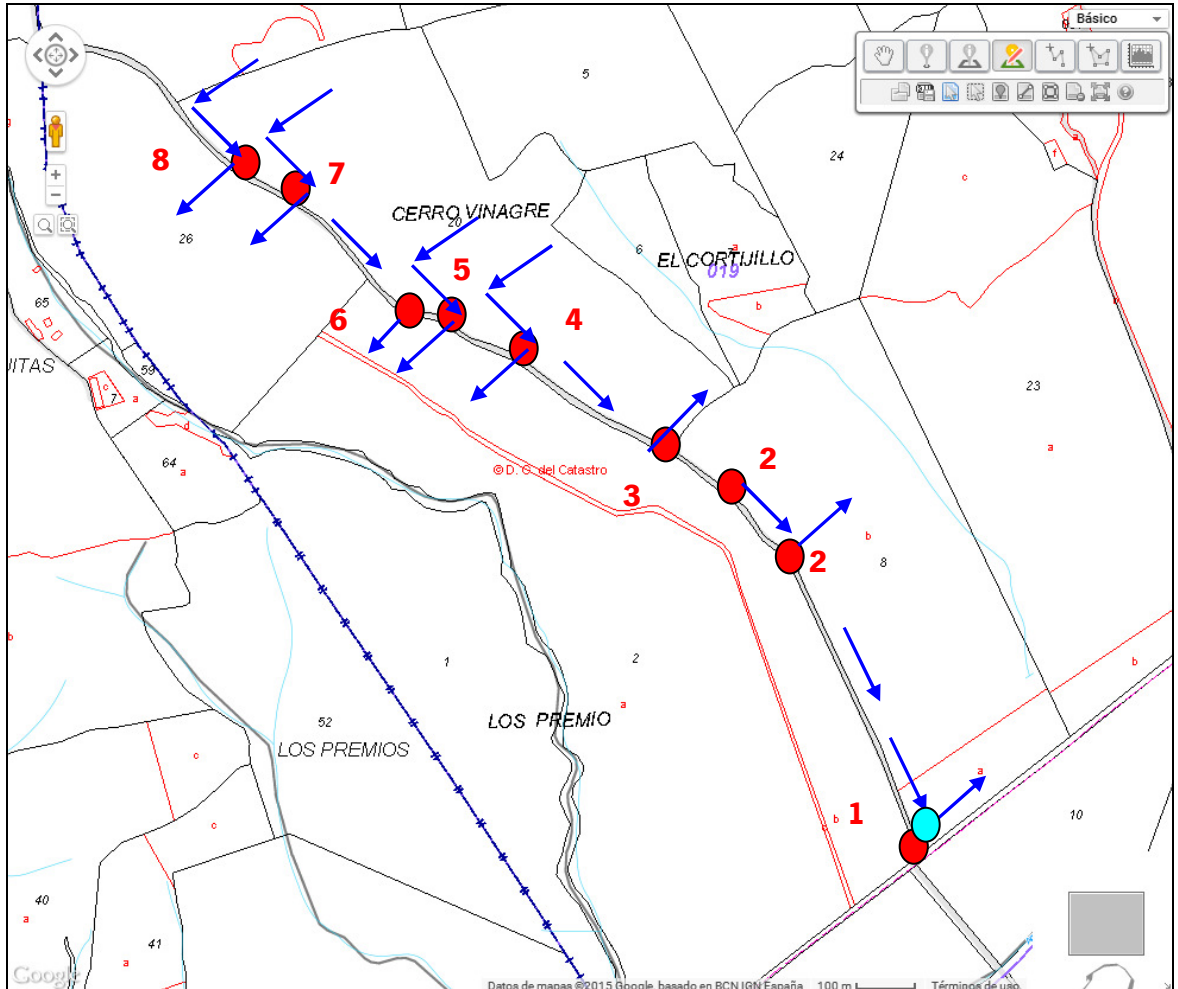 Básico
5
24
a
f
c
8
7
CERRO VINAGRE
20
26
6
a
EL CORTIJILLO
019
5
b
b
65
6
4
JITAS
59
c
7
a
23
d
a
64
a
© D. G. del Catastro
2
3
b
2
8
b
1
2
b
a
LOS PREMIO
52
LOS PREMIOS
c
a
1
b
10
c
40
a
41
a
Google
Datos de mapas ©2015 Google, basado en BCN IGN España
100 m
Términos de uso